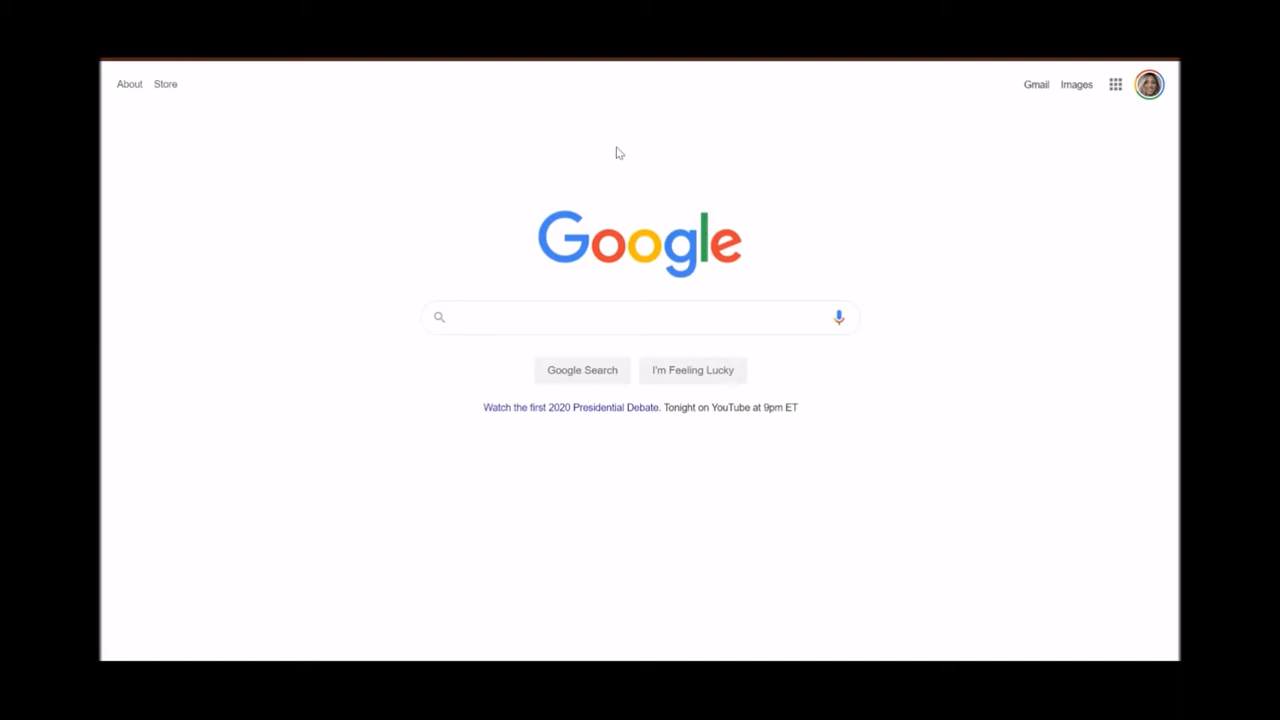 About Store
Gmail Images
Google
Google Search I'm Feeling Lucky
Watch the first 2020 Presidential Debate. Tonight on YouTube at 9pm ET